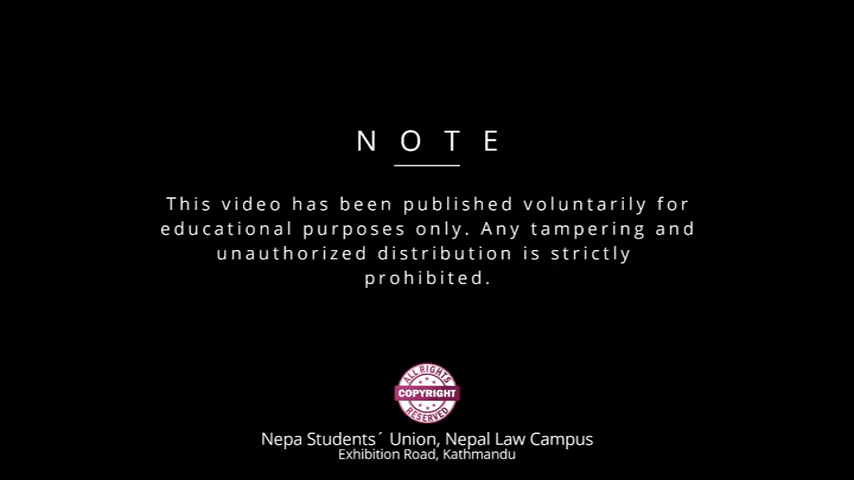 NOTE
This video has been published voluntarily for
educational purposes only. Any tampering and
unauthorized distribution is strictly
prohibited.
ALL RIGHTS
COPYRIGHT
RESERVED
Nepa Students´ Union, Nepal Law Campus
Exhibition Road, Kathmandu